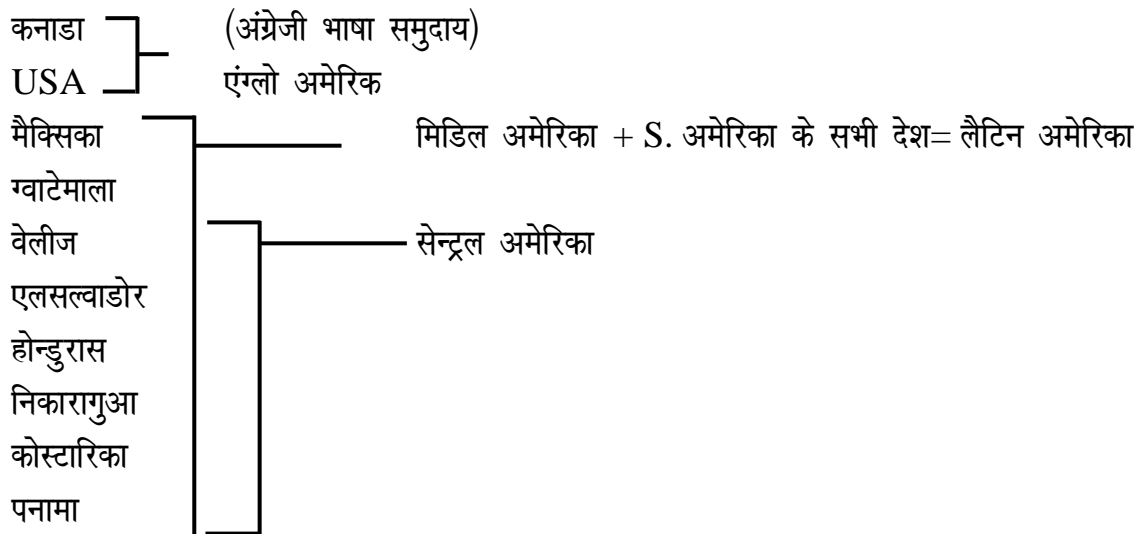 कनाडा (अंग्रेजी भाषा समुदाय)
USA एंग्लो अमेरिक
मैक्सिका मिडिल अमेरिका + S. अमेरिका के सभी देश= लैटिन अमेरिका
ग्वाटेमाला
वेलीज सेन्ट्रल अमेरिका
एलसल्वाडोर
होन्डुरास
निकारागुआ
कोस्टारिका
पनामा